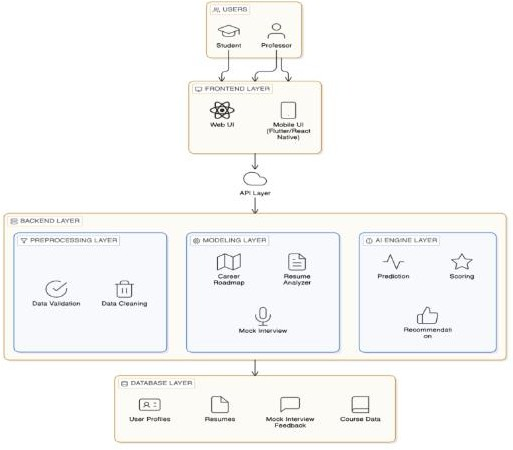 USERS
Student
Professor
FRONTEND LAYER
Web UI
Mobile UI
(Flutter/React
Native)
API Layer
BACKEND LAYER
PREPROCESSING LAYER
Data Validation
Data Cleaning
MODELING LAYER
Career
Roadmap
Resume
Analyzer
Mock Interview
AI ENGINE LAYER
Prediction
Scoring
Recommendati
on
DATABASE LAYER
User Profiles
Resumes
Mock Interview
Feedback
Course Data